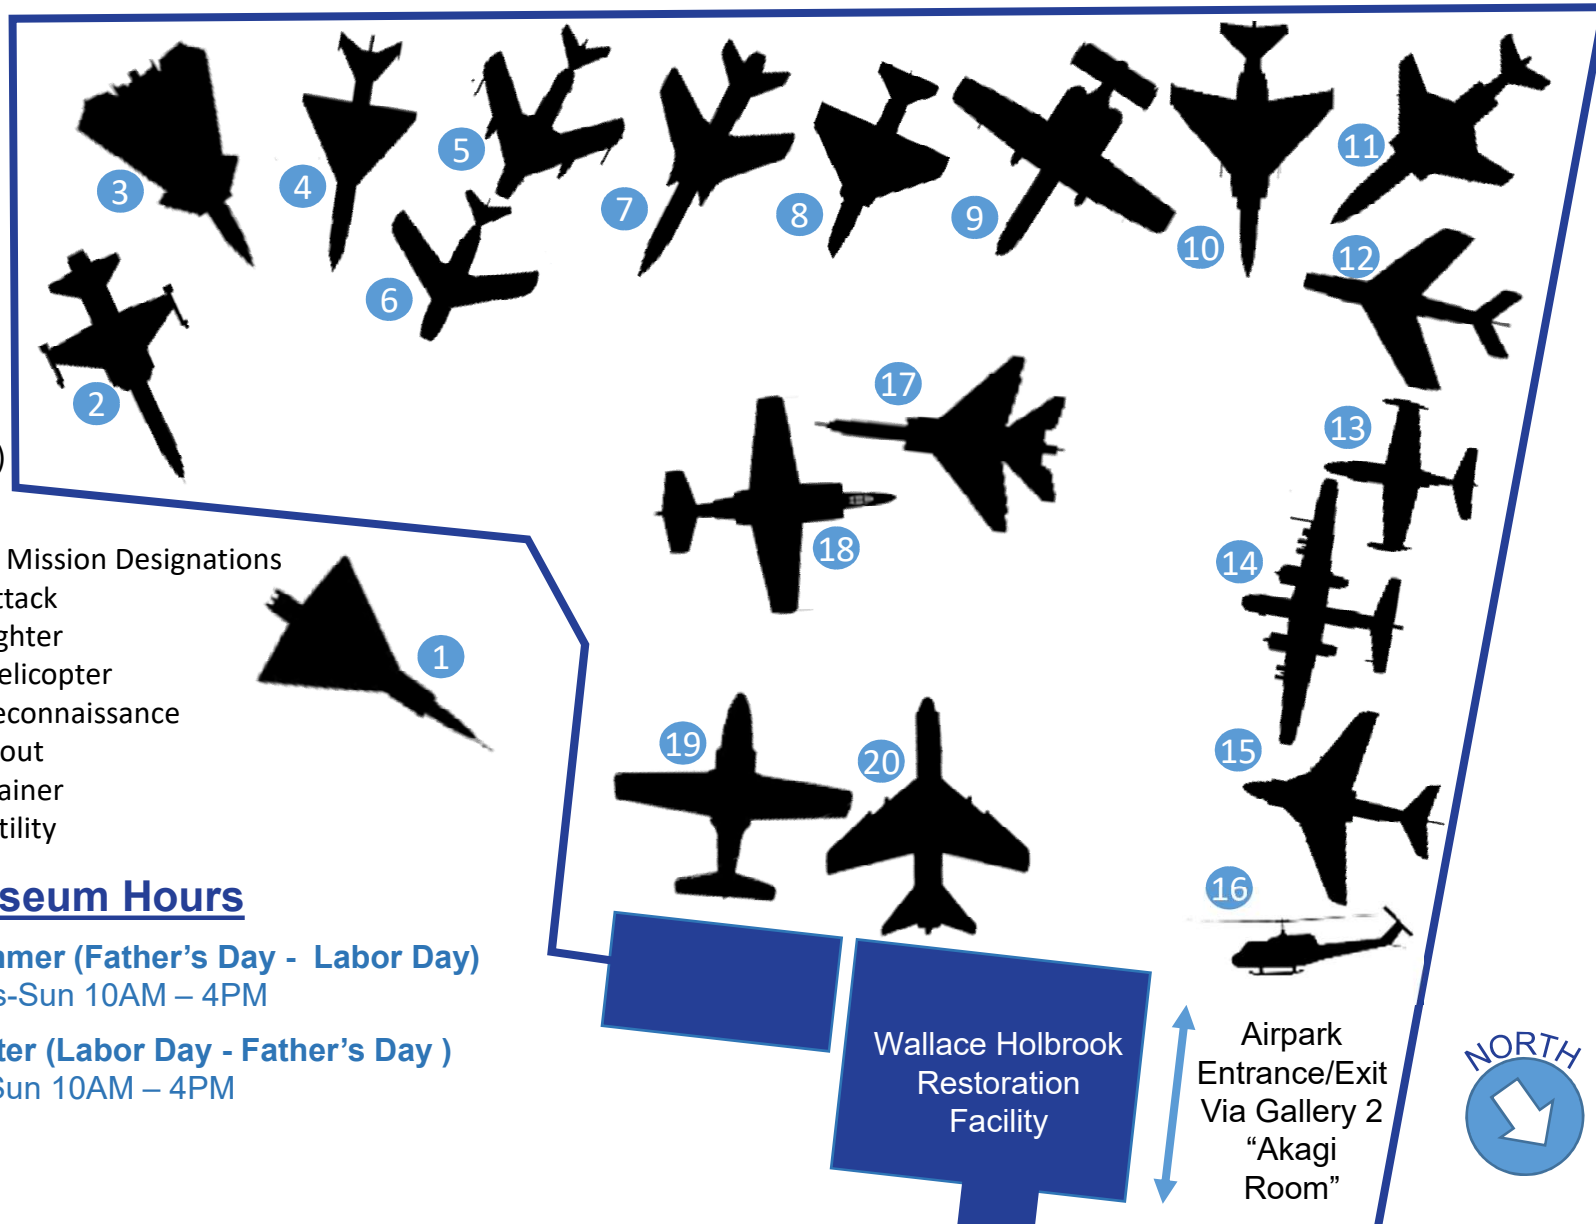 3
4
5
6
7
8
9
10
11
12
2
17
13
18
14
)
Mission Designations
ttack
ghter
elicopter
econnaissance
out
ainer
tility
1
19
20
15
16
seum Hours
mer (Father’s Day - Labor Day)
s-Sun 10AM – 4PM
ter (Labor Day - Father’s Day )
Sun 10AM – 4PM
Wallace Holbrook
Restoration
Facility
Airpark
Entrance/Exit
Via Gallery 2
“Akagi
Room”
NORTH